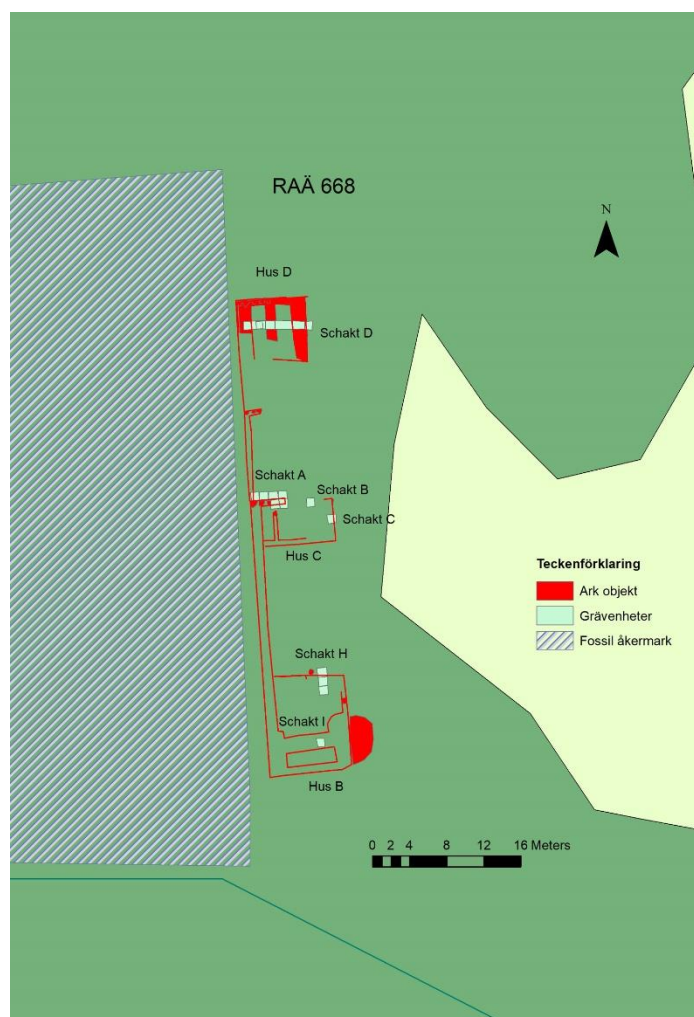 RAÄ 668
N
Hus D
Schakt D
Schakt A
Schakt B
Schakt C
Hus C
Teckenförklaring
Ark objekt
Grävenheter
Fossil åkermark
Schakt H
Schakt I
Hus B
0 2 4 8 12 16 Meters